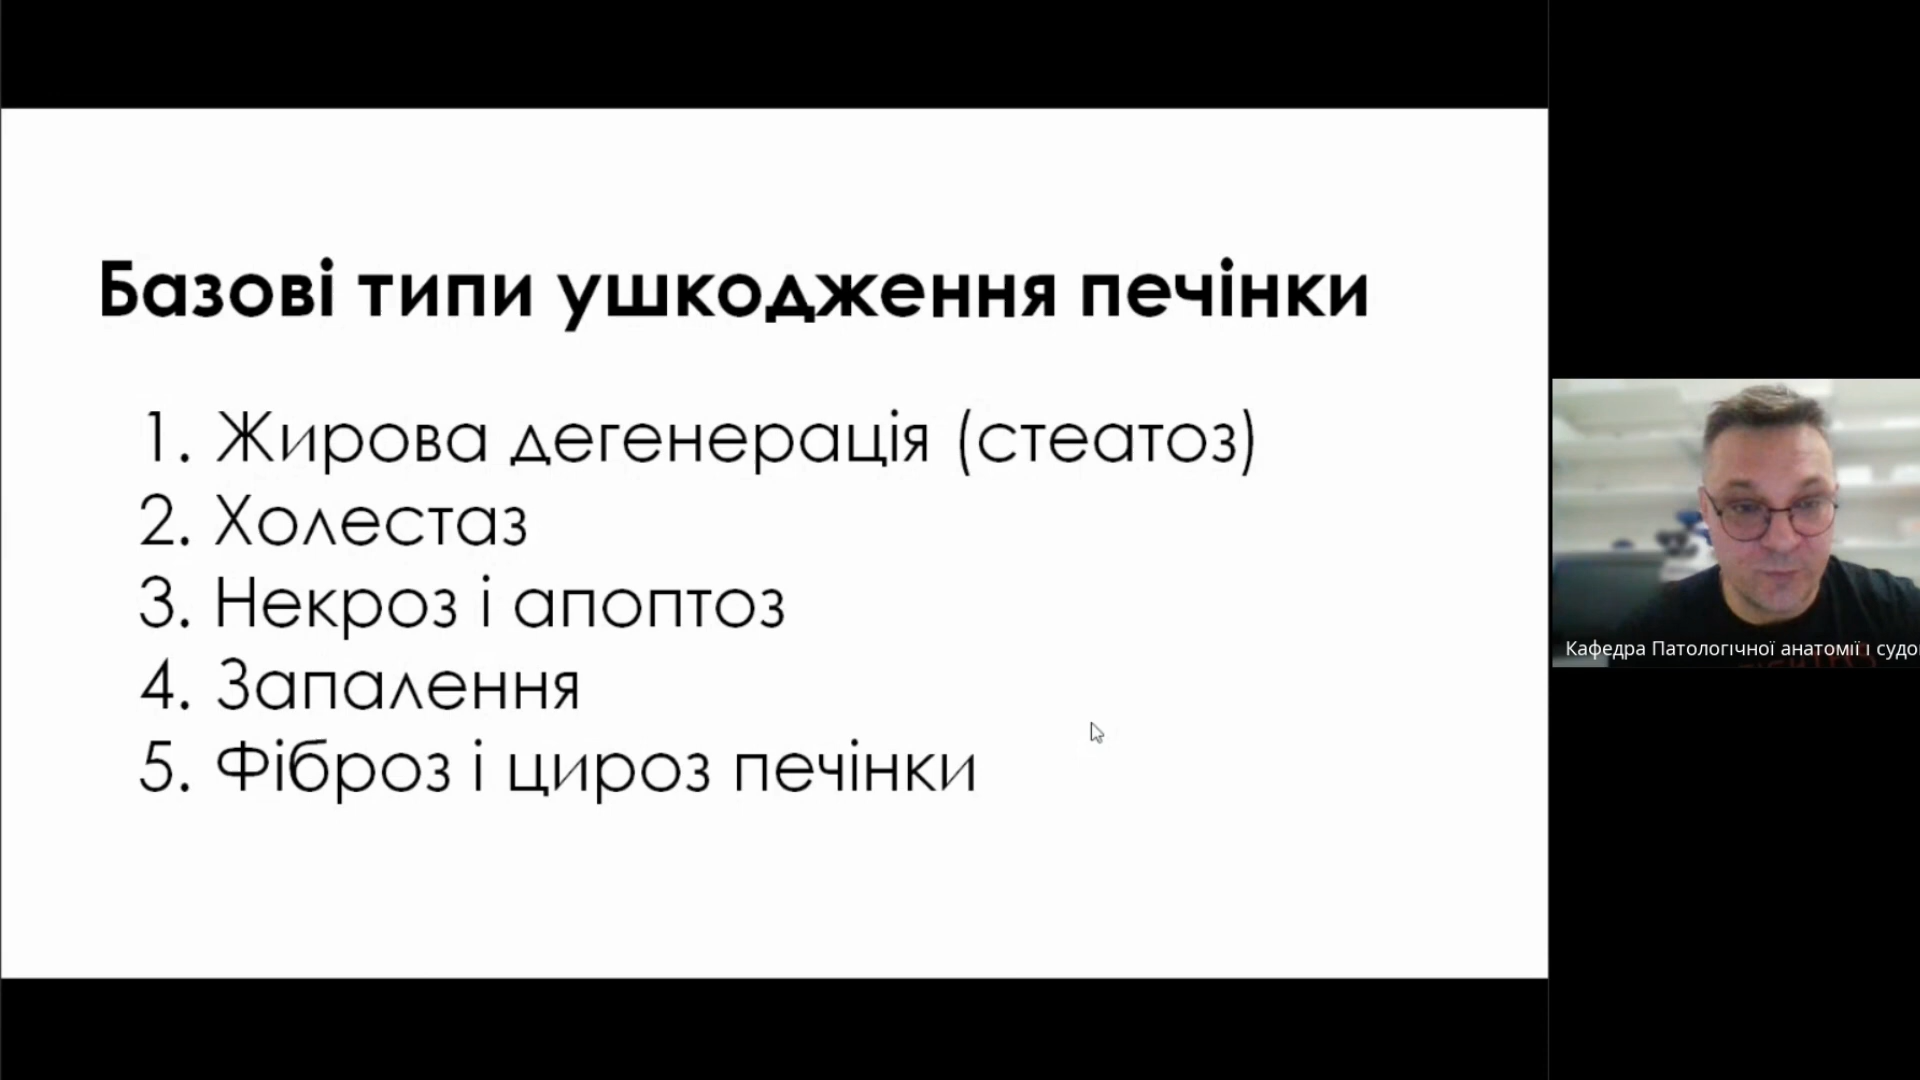 Базові типи ушкодження печінки
1. Жирова дегенерація (стеатоз)
2. Холестаз
3. Некроз і апоптоз
4. Запалення
5. Фіброз і цироз печінки
Кафедра Патологічної анатомії і судо